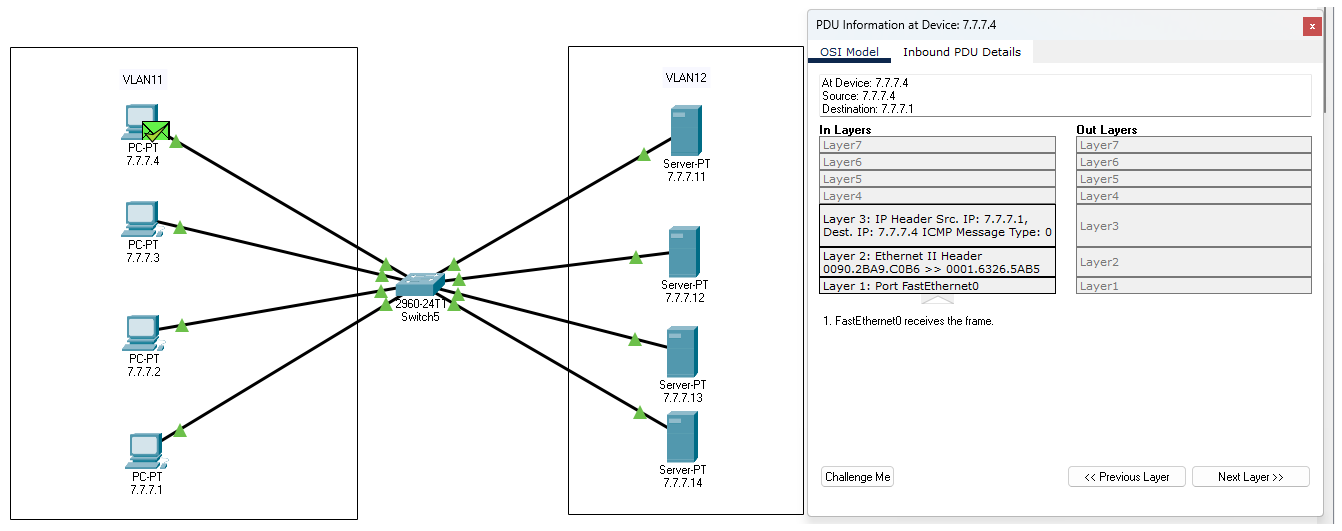 VLAN11
PC-PT
7.7.7.4
PC-PT
7.7.7.3
PC-PT
7.7.7.2
PC-PT
7.7.7.1
2960-24TT
Switch5
VLAN12
Server-PT
7.7.7.11
Server-PT
7.7.7.12
Server-PT
7.7.7.13
Server-PT
7.7.7.14
PDU Information at Device: 7.7.7.4
x
OSI Model Inbound PDU Details
At Device: 7.7.7.4
Source: 7.7.7.4
Destination: 7.7.7.1
In Layers
Layer7
Layer6
Layer5
Layer4
Layer 3: IP Header Src. IP: 7.7.7.1,
Dest. IP: 7.7.7.4 ICMP Message Type: 0
Layer 2: Ethernet II Header
0090.2BA9.C0B6 >> 0001.6326.5AB5
Layer 1: Port FastEthernet0
Out Layers
Layer7
Layer6
Layer5
Layer4
Layer3
Layer2
Layer1
1. FastEthernet0 receives the frame.
Challenge Me
<< Previous Layer
Next Layer >>